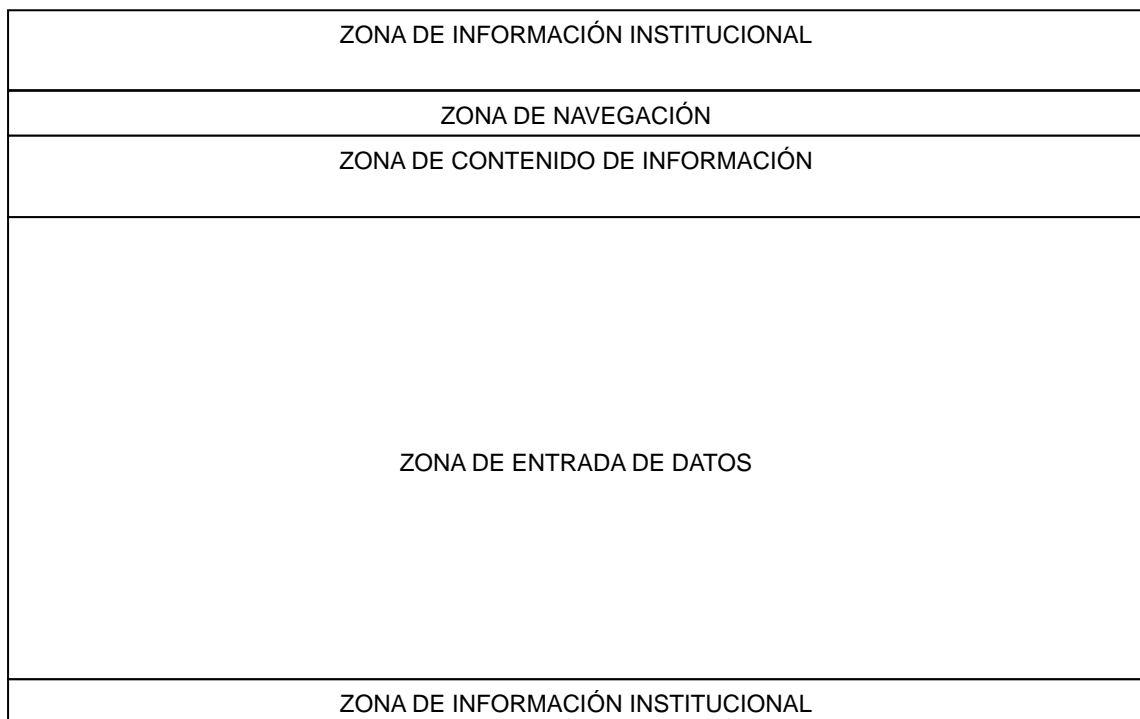 ZONA DE INFORMACIÓN INSTITUCIONAL
ZONA DE NAVEGACIÓN
ZONA DE CONTENIDO DE INFORMACIÓN
ZONA DE ENTRADA DE DATOS
ZONA DE INFORMACIÓN INSTITUCIONAL